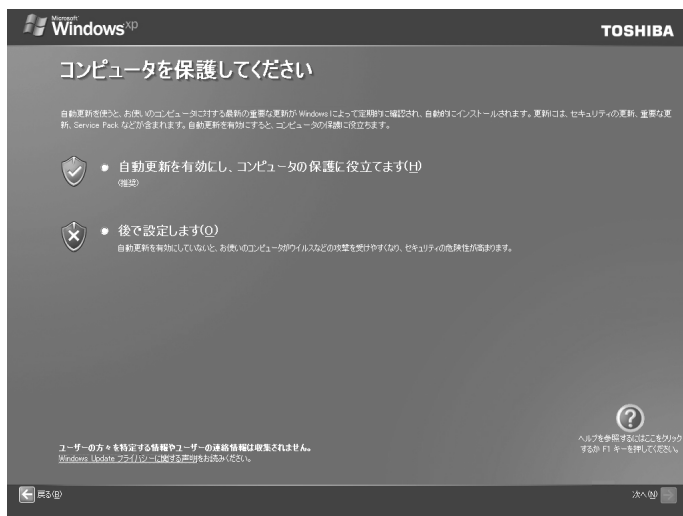 Microsoft
Windows xp
TOSHIBA
コンピュータを保護してください
自動更新を使うと、お使いのコンピュータに対する最新の重要な更新が Windows によって定期的に確認され、自動的にインストールされます。更新には、セキュリティの更新、重要な更
新、Service Pack などが含まれます。自動更新を有効にすると、コンピュータの保護に役立ちます。
自動更新を有効にし、コンピュータの保護に役立てます(H)
(推奨)
後で設定します(O)
自動更新を有効にしていないと、お使いのコンピュータがウイルスなどの攻撃を受けやすくなり、セキュリティの危険性が高まります。
ヘルプを参照するにはここをクリック
するか F1 キーを押してください。
ユーザーの方々を特定する情報やユーザーの連絡情報は収集されません。
Windows Update プライバシーに関する声明をお読みください。
戻る(B)
次へ(N)